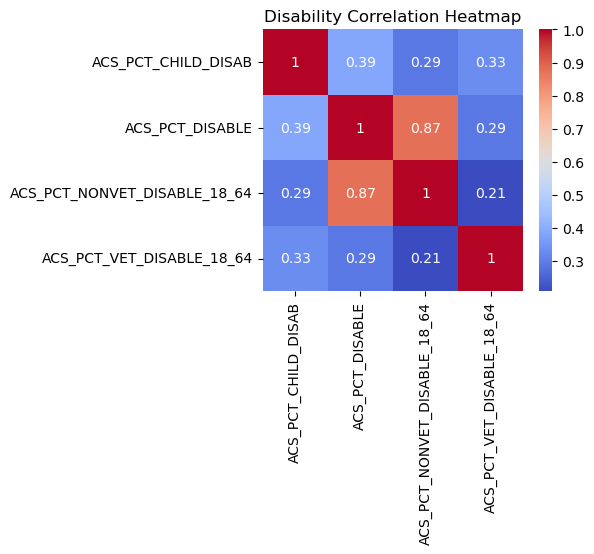 Disability Correlation Heatmap
ACS_PCT_CHILD_DISAB
1 0.39 0.29 0.33
ACS_PCT_DISABLE
0.39 1 0.87 0.29
ACS_PCT_NONVET_DISABLE_18_64
0.29 0.87 1 0.21
ACS_PCT_VET_DISABLE_18_64
0.33 0.29 0.21 1
ACS_PCT_CHILD_DISAB
ACS_PCT_DISABLE
ACS_PCT_NONVET_DISABLE_18_64
ACS_PCT_VET_DISABLE_18_64
1.0
0.9
0.8
0.7
0.6
0.5
0.4
0.3